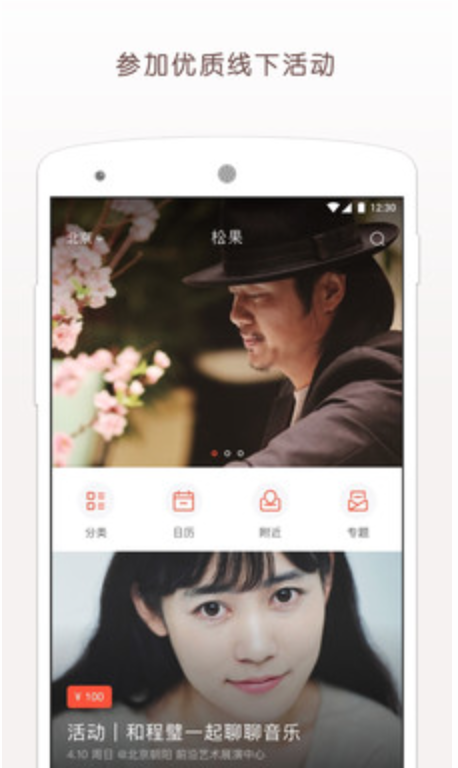 参加优质线下活动
12:30
北京
松果
分类
日历
附近
专题
¥ 100
活动｜和程璧一起聊聊音乐
4.10 周日 @北京朝阳 前沿艺术展演中心